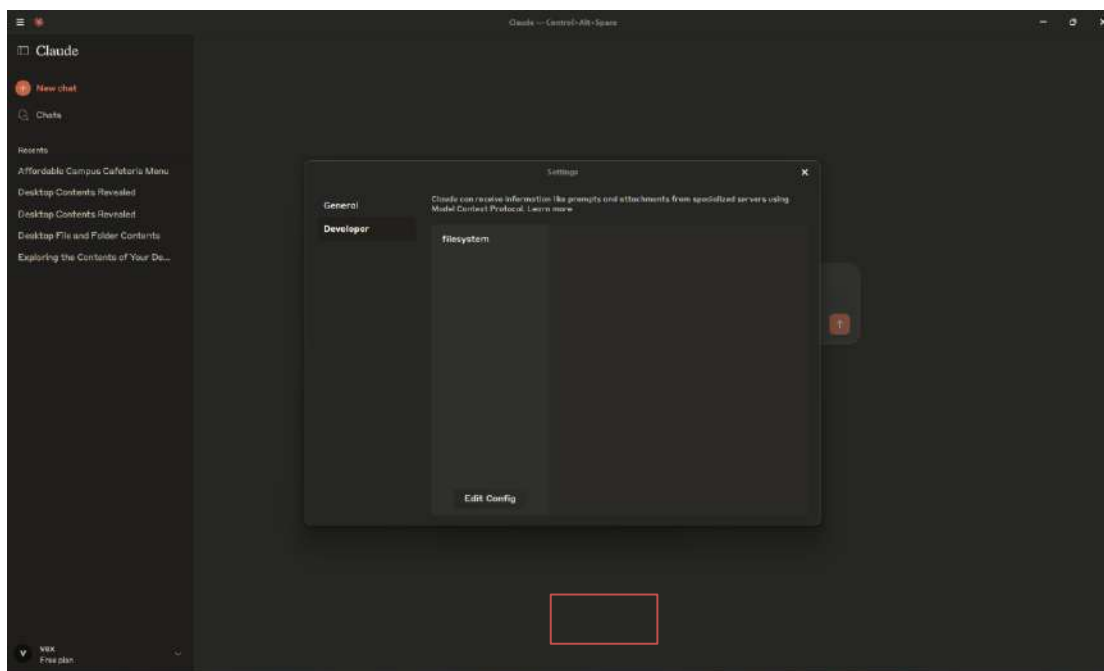 Claude — Control+Alt+Space
Claude
New chat
Chats
Recents
Affordable Campus Cafeteria Menu
Desktop Contents Revealed
Desktop Contents Revealed
Desktop File and Folder Contents
Exploring the Contents of Your De...
Settings
General
Developer
Claude can receive information like prompts and attachments from specialized servers using
Model Context Protocol. Learn more
filesystem
Edit Config
V
vax
Free plan